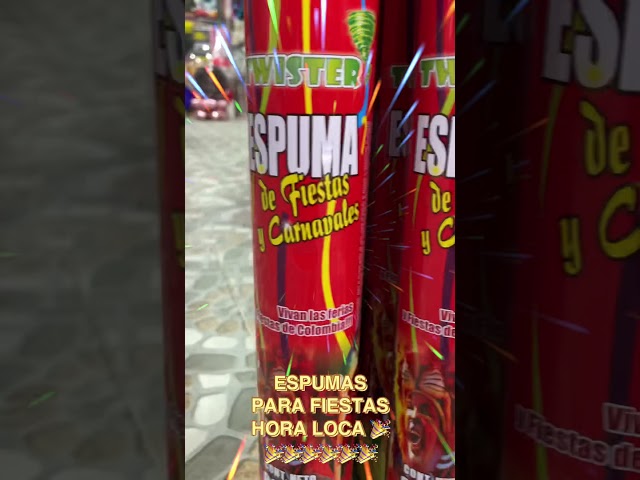 TWISTER
ESPUMA
de Fiestas
y Carnavales
Vivan las ferias
Fiestas de Colombia!!!
ESPUMAS
PARA FIESTAS
HORA LOCA 🎉
🎉🎉🎉🎉🎉🎉